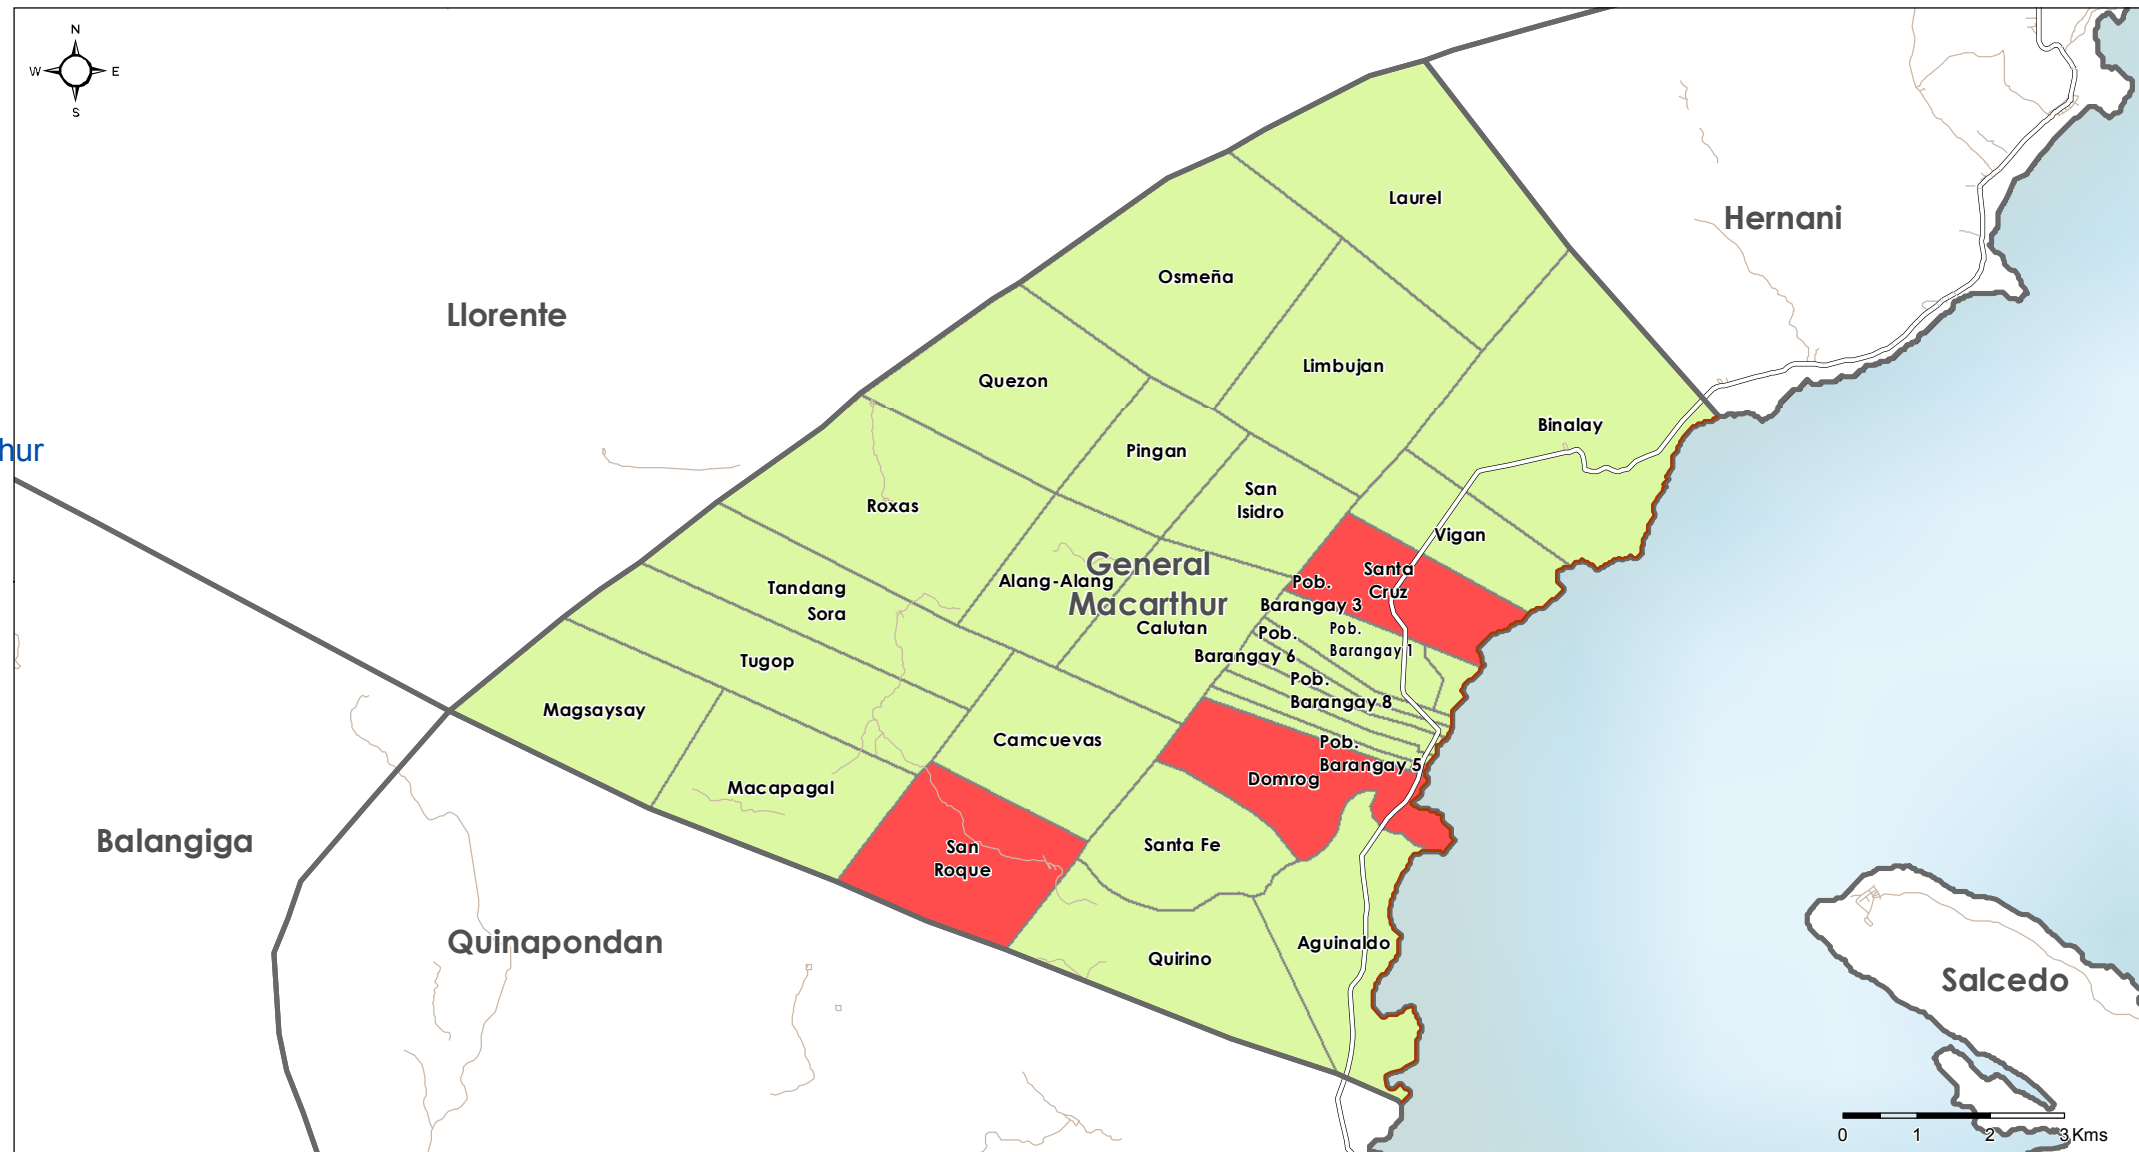 N
W E
S
Laurel
Hernani
Osmeña
Llorente
Limbujan
Quezon
Binalay
hur
Pingan
San
Isidro
Roxas
Vigan
General
Macarthur
Santa
Cruz
Alang-Alang
Pob.
Barangay 3
Tandang
Sora
Calutan
Pob.
Barangay 1
Pob.
Barangay 6
Tugop
Pob.
Barangay 8
Magsaysay
Camcuevas
Pob.
Barangay 5
Domrog
Macapagal
Balangiga
San
Roque
Santa Fe
Quinapondan
Aguinaldo
Quirino
Salcedo
0 1 2 3 Kms